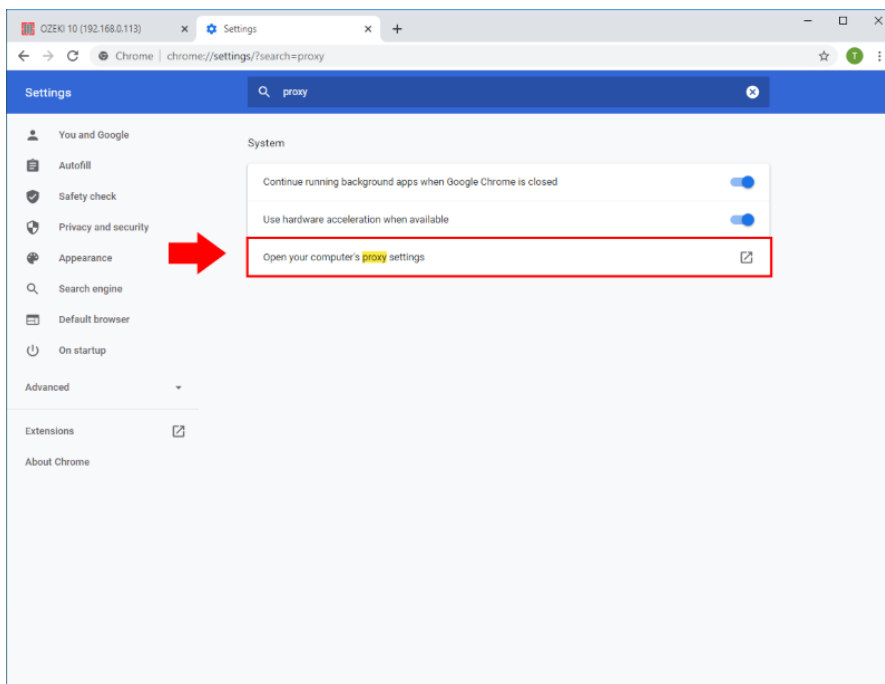 OZEKI 10 (192.168.0.113)
Settings
Chrome
chrome://settings/?search=proxy
T
Settings
proxy
You and Google
Autofill
Safety check
Privacy and security
Appearance
Search engine
Default browser
On startup
Advanced
Extensions
About Chrome
System
Continue running background apps when Google Chrome is closed
Use hardware acceleration when available
Open your computer's proxy settings